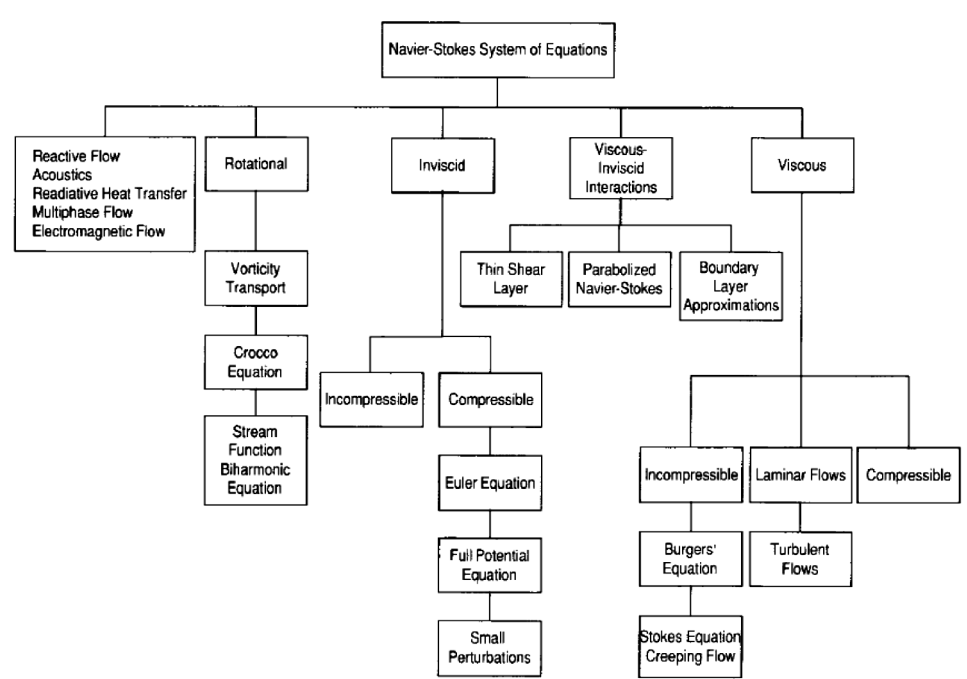 Navier-Stokes System of Equations
Reactive Flow
Acoustics
Readiative Heat Transfer
Multiphase Flow
Electromagnetic Flow
Rotational
Inviscid
Viscous-
Inviscid
Interactions
Viscous
Vorticity
Transport
Thin Shear
Layer
Parabolized
Navier-Stokes
Boundary
Layer
Approximations
Crocco
Equation
Incompressible
Compressible
Stream
Function
Biharmonic
Equation
Euler Equation
Incompressible
Laminar Flows
Compressible
Full Potential
Equation
Burgers'
Equation
Turbulent
Flows
Small
Perturbations
Stokes Equation
Creeping Flow